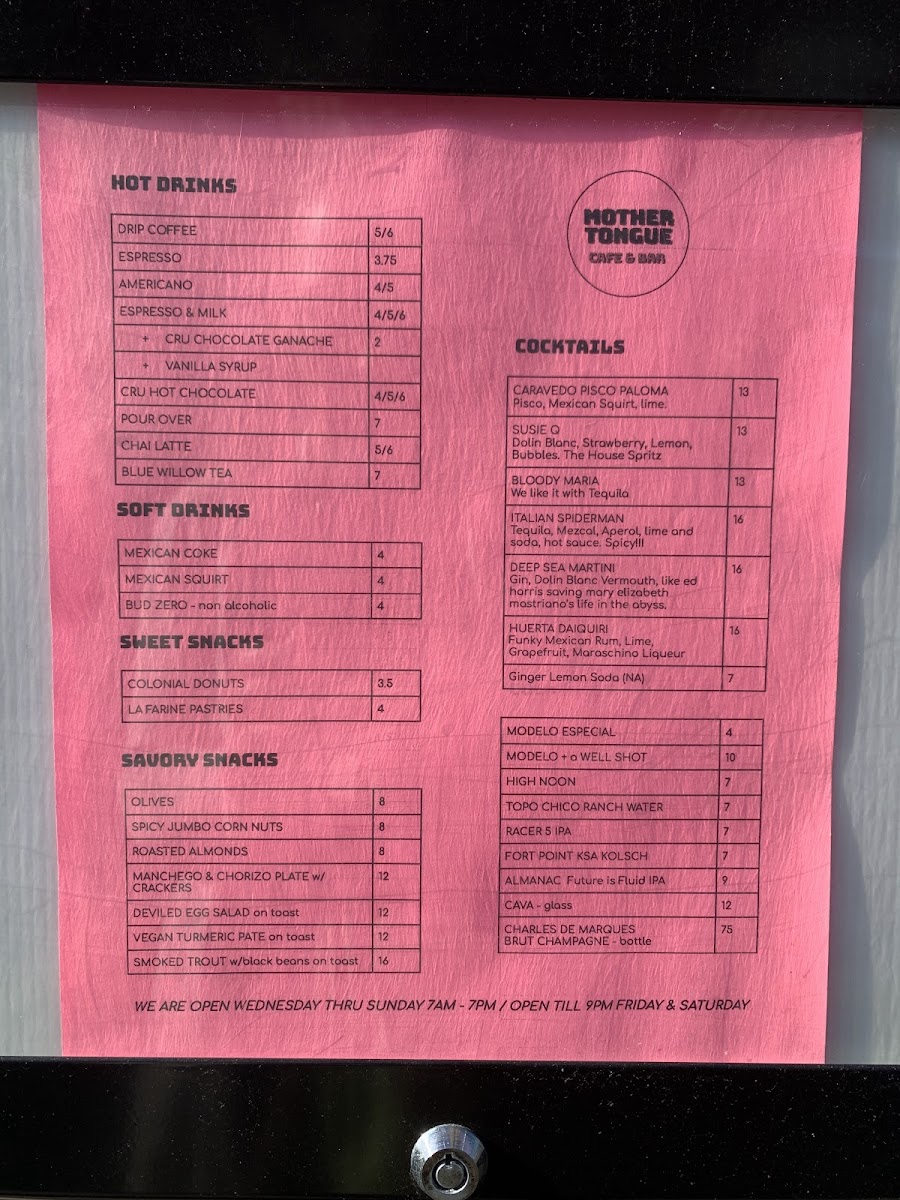 HOT DRINKS
DRIP COFFEE 5/6
ESPRESSO 3.75
AMERICANO 4/5
ESPRESSO & MILK 4/5/6
+ CRU CHOCOLATE GANACHE 2
+ VANILLA SYRUP
CRU HOT CHOCOLATE 4/5/6
POUR OVER 7
CHAI LATTE 5/6
BLUE WILLOW TEA 7
SOFT DRINKS
MEXICAN COKE 4
MEXICAN SQUIRT 4
BUD ZERO - non alcoholic 4
SWEET SNACKS
COLONIAL DONUTS 3.5
LA FARINE PASTRIES 4
SAVORY SNACKS
OLIVES 8
SPICY JUMBO CORN NUTS 8
ROASTED ALMONDS 8
MANCHEGO & CHORIZO PLATE w/ 12
CRACKERS
DEVILED EGG SALAD on toast 12
VEGAN TURMERIC PATE on toast 12
SMOKED TROUT w/black beans on toast 16
MOTHER
TONGUE
CAFE & BAR
COCKTAILS
CARAVEDO PISCO PALOMA 13
Pisco, Mexican Squirt, lime.
SUSIE Q 13
Dolin Blanc, Strawberry, Lemon,
Bubbles. The House Spritz
BLOODY MARIA 13
We like it with Tequila
ITALIAN SPIDERMAN 16
Tequila, Mezcal, Aperol, lime and
soda, hot sauce. Spicy!!!
DEEP SEA MARTINI 16
Gin, Dolin Blanc Vermouth, like ed
harris saving mary elizabeth
mastriano's life in the abyss.
HUERTA DAIQUIRI 16
Funky Mexican Rum, Lime,
Grapefruit, Maraschino Liqueur
Ginger Lemon Soda (NA) 7
MODELO ESPECIAL 4
MODELO + a WELL SHOT 10
HIGH NOON 7
TOPO CHICO RANCH WATER 7
RACER 5 IPA 7
FORT POINT KSA KOLSCH 7
ALMANAC Future is Fluid IPA 9
CAVA - glass 12
CHARLES DE MARQUES 75
BRUT CHAMPAGNE - bottle
WE ARE OPEN WEDNESDAY THRU SUNDAY 7AM - 7PM / OPEN TILL 9PM FRIDAY & SATURDAY